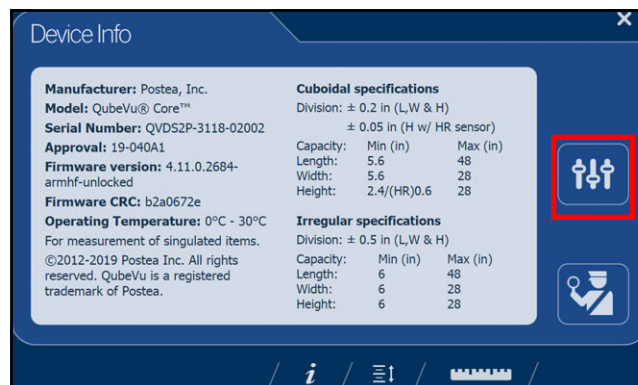 Device Info
Manufacturer: Postea, Inc.
Model: QubeVu® Core™
Serial Number: QVDS2P-3118-02002
Approval: 19-040A1
Firmware version: 4.11.0.2684-
armhf-unlocked
Firmware CRC: b2a0672e
Operating Temperature: 0°C - 30°C
For measurement of singulated items.
©2012-2019 Postea Inc. All rights
reserved. QubeVu is a registered
trademark of Postea.
Cuboidal specifications
Division: ± 0.2 in (L,W & H)
± 0.05 in (H w/ HR sensor)
Capacity: Min (in) Max (in)
Length: 5.6 48
Width: 5.6 28
Height: 2.4/(HR)0.6 28
Irregular specifications
Division: ± 0.5 in (L,W & H)
Capacity: Min (in) Max (in)
Length: 6 48
Width: 6 28
Height: 6 28